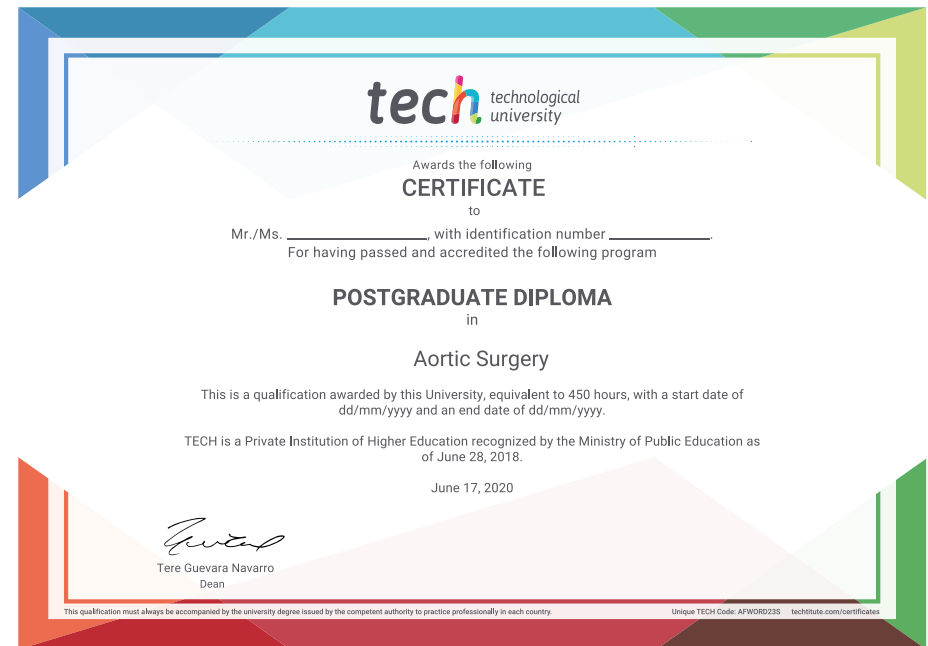 tech technological
university
Awards the following
CERTIFICATE
to
Mr./Ms. ____________________, with identification number ______________.
For having passed and accredited the following program
POSTGRADUATE DIPLOMA
in
Aortic Surgery
This is a qualification awarded by this University, equivalent to 450 hours, with a start date of
dd/mm/yyyy and an end date of dd/mm/yyyy.
TECH is a Private Institution of Higher Education recognized by the Ministry of Public Education as
of June 28, 2018.
June 17, 2020
Tere Guevara Navarro
Dean
This qualification must always be accompanied by the university degree issued by the competent authority to practice professionally in each country.
Unique TECH Code: AFWORD23S techtitute.com/certificates